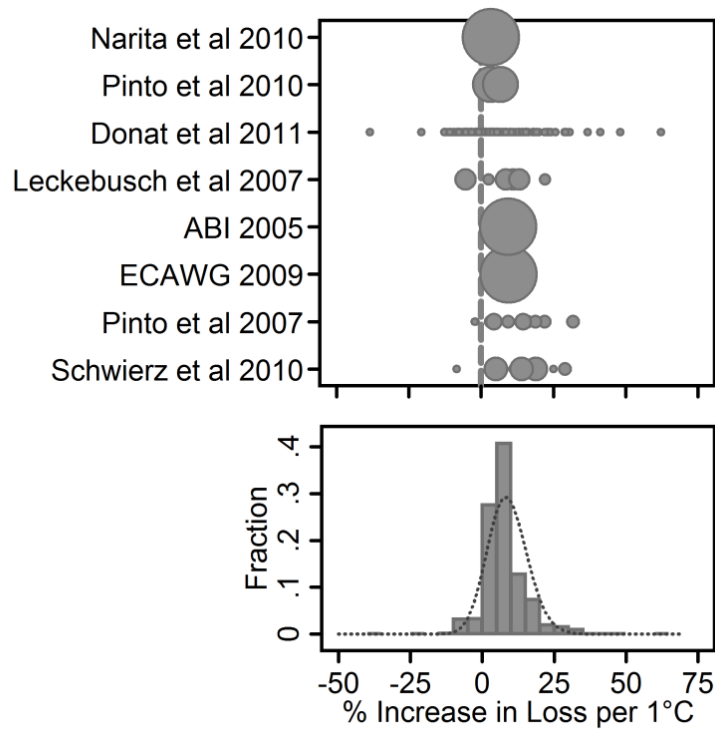 Narita et al 2010
Pinto et al 2010
Donat et al 2011
Leckebusch et al 2007
ABI 2005
ECAWG 2009
Pinto et al 2007
Schwierz et al 2010
.4
.3
.2
.1
0
Fraction
-50 -25 0 25 50 75
% Increase in Loss per 1°C